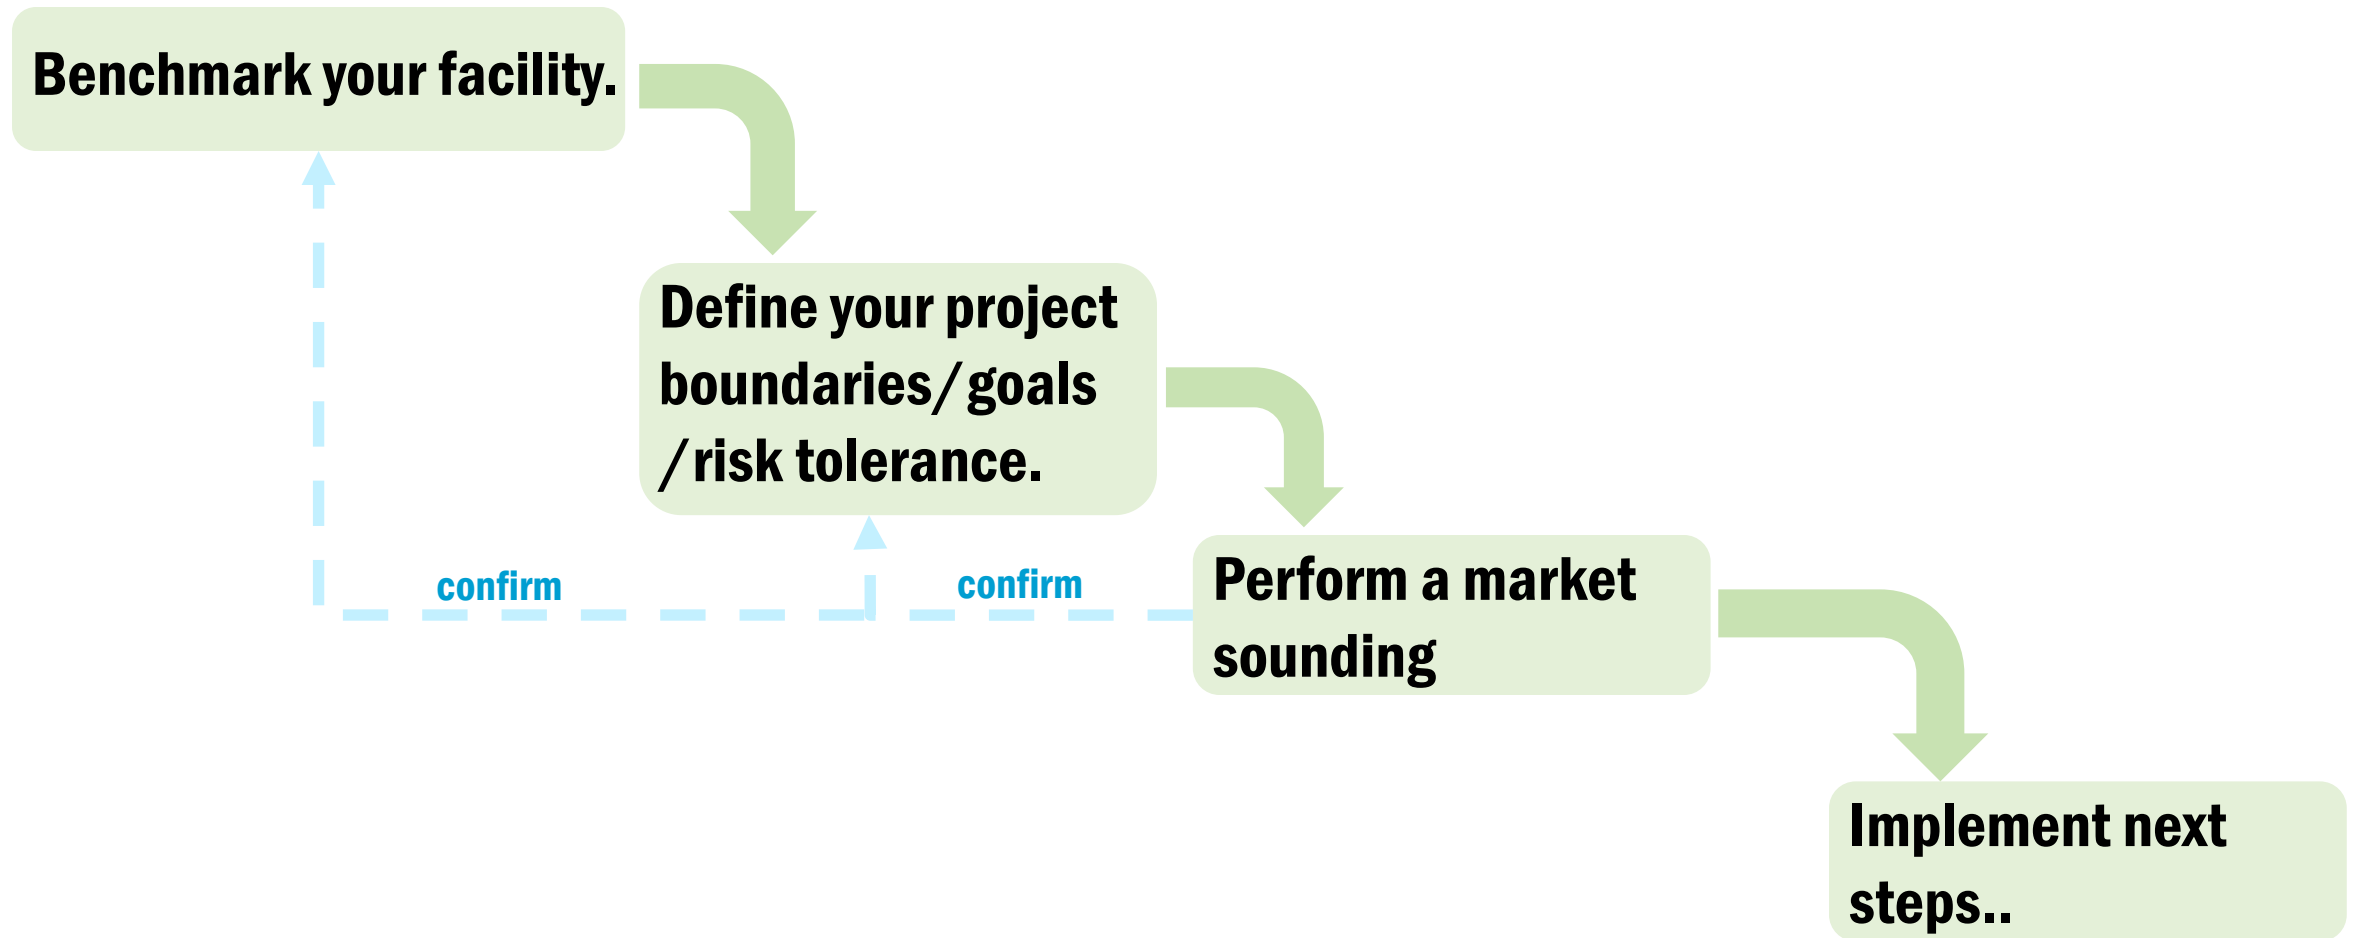 Benchmark your facility.
Define your project
boundaries/goals
/risk tolerance.
confirm
confirm
Perform a market
sounding
Implement next
steps..